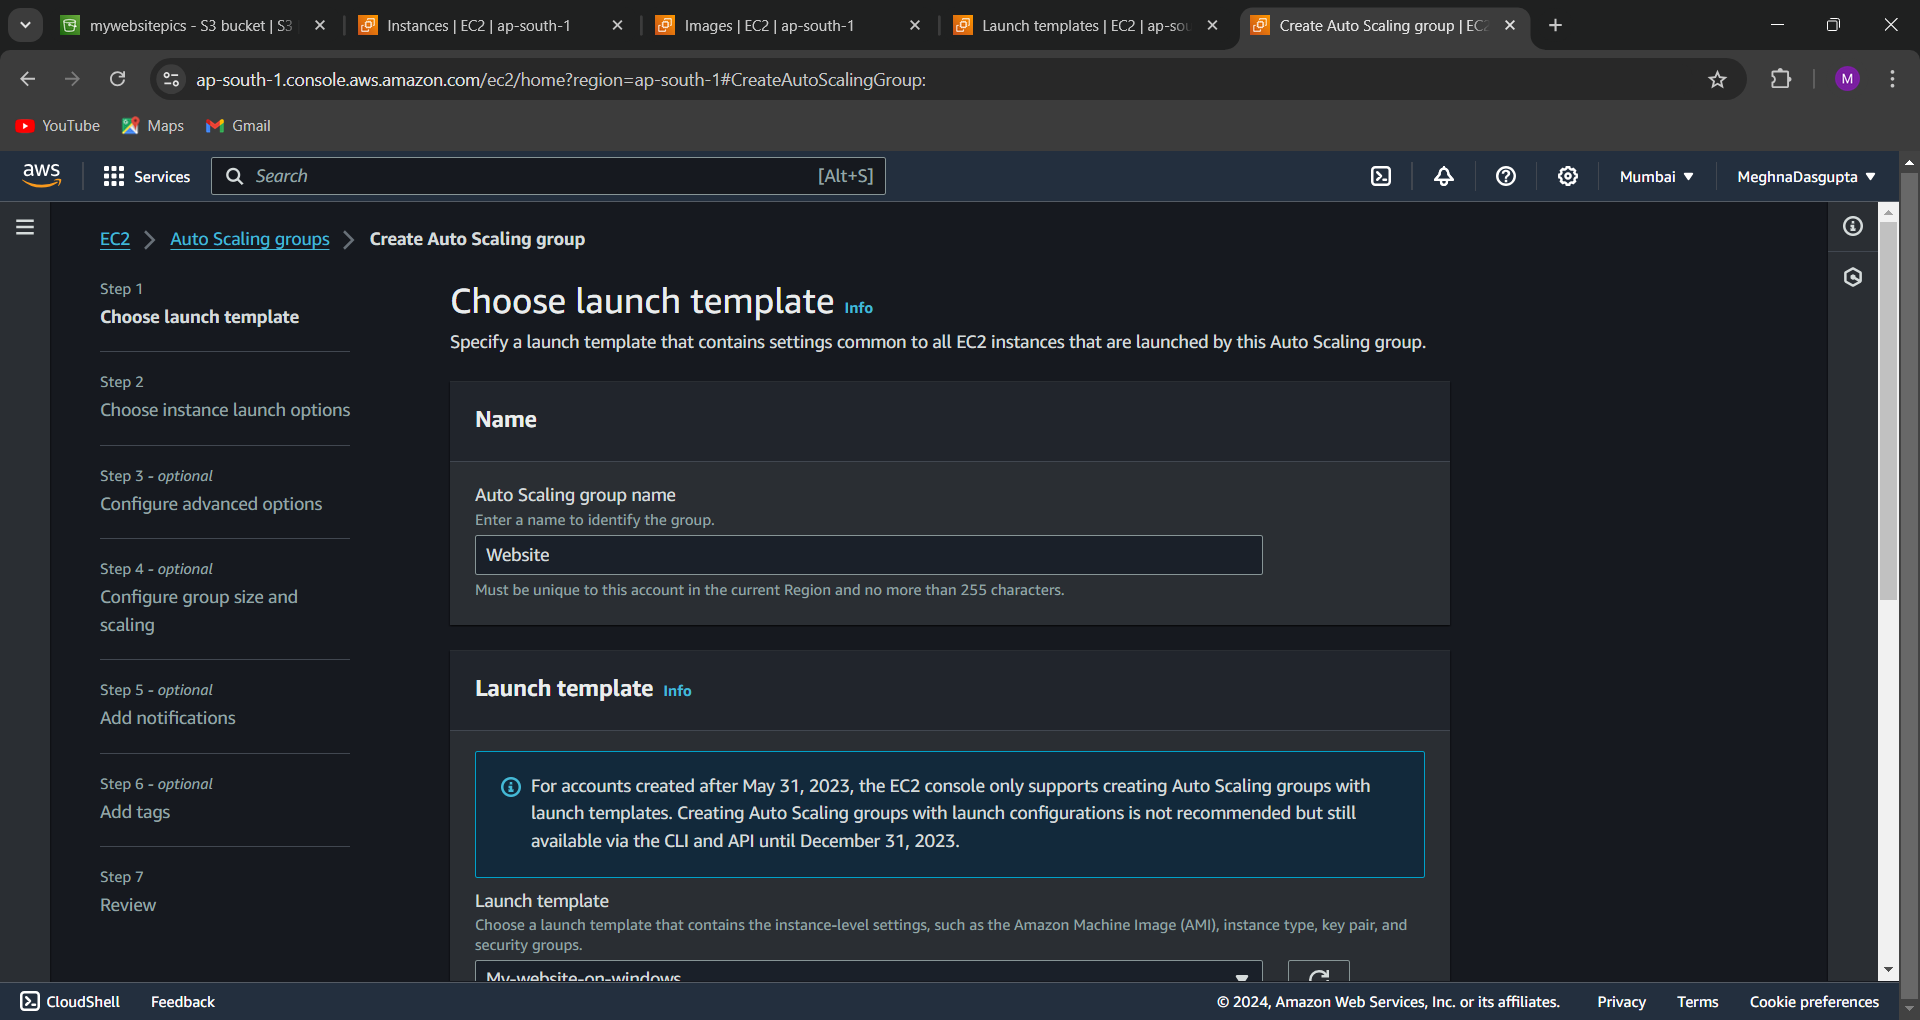 mywebsitepics - S3 bucket | S3
Instances | EC2 | ap-south-1
Images | EC2 | ap-south-1
Launch templates | EC2 | ap-sou
Create Auto Scaling group | EC2
ap-south-1.console.aws.amazon.com/ec2/home?region=ap-south-1#CreateAutoScalingGroup:
M
YouTube
Maps
Gmail
aws
Services
Search
[Alt+S]
Mumbai
MeghnaDasgupta
EC2
Auto Scaling groups
Create Auto Scaling group
Step 1
Choose launch template
Step 2
Choose instance launch options
Step 3 - optional
Configure advanced options
Step 4 - optional
Configure group size and
scaling
Step 5 - optional
Add notifications
Step 6 - optional
Add tags
Step 7
Review
Choose launch template Info
Specify a launch template that contains settings common to all EC2 instances that are launched by this Auto Scaling group.
Name
Auto Scaling group name
Enter a name to identify the group.
Website
Must be unique to this account in the current Region and no more than 255 characters.
Launch template Info
For accounts created after May 31, 2023, the EC2 console only supports creating Auto Scaling groups with
launch templates. Creating Auto Scaling groups with launch configurations is not recommended but still
available via the CLI and API until December 31, 2023.
Launch template
Choose a launch template that contains the instance-level settings, such as the Amazon Machine Image (AMI), instance type, key pair, and
security groups.
My-website-on-windows
CloudShell
Feedback
© 2024, Amazon Web Services, Inc. or its affiliates.
Privacy
Terms
Cookie preferences